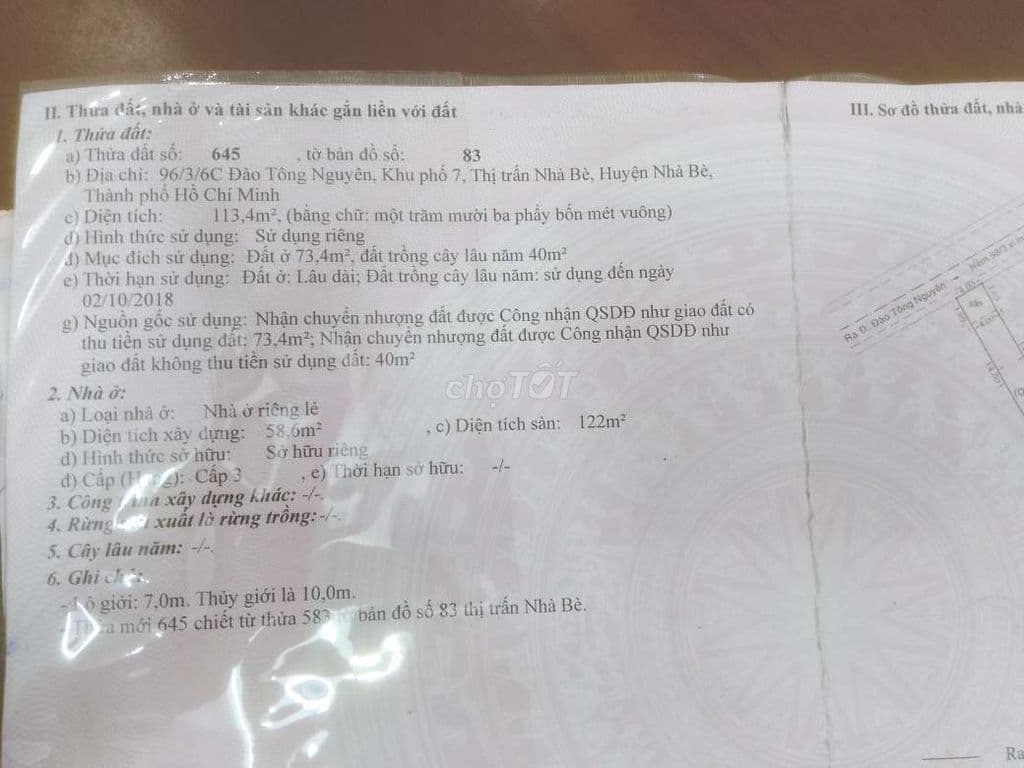 II. Thửa đất, nhà ở và tài sản khác gắn liền với đất
1. Thửa đất:
a) Thửa đất số: 645 , tờ bản đồ số: 83
b) Địa chỉ: 96/3/6C Đào Tông Nguyên, Khu phố 7, Thị trấn Nhà Bè, Huyện Nhà Bè,
Thành phố Hồ Chí Minh
c) Diện tích: 113,4m², (bằng chữ: một trăm mười ba phẩy bốn mét vuông)
d) Hình thức sử dụng: Sử dụng riêng
đ) Mục đích sử dụng: Đất ở 73,4m², đất trồng cây lâu năm 40m²
e) Thời hạn sử dụng: Đất ở: Lâu dài; Đất trồng cây lâu năm: sử dụng đến ngày
02/10/2018
g) Nguồn gốc sử dụng: Nhận chuyển nhượng đất được Công nhận QSDĐ như giao đất có
thu tiền sử dụng đất: 73,4m²; Nhận chuyển nhượng đất được Công nhận QSDĐ như
giao đất không thu tiền sử dụng đất: 40m²
2. Nhà ở:
a) Loại nhà ở: Nhà ở riêng lẻ
b) Diện tích xây dựng: 58,6m² , c) Diện tích sàn: 122m²
d) Hình thức sở hữu: Sở hữu riêng
đ) Cấp (Hạng): Cấp 3 , e) Thời hạn sở hữu: -/-
3. Công xây dựng khác: -/-.
4. Rừng xuất là rừng trồng: -/-.
5. Cây lâu năm: -/-.
6. Ghi chú:
- Lộ giới: 7,0m. Thủy giới là 10,0m.
- Thửa mới 645 chiết từ thửa 583 bản đồ số 83 thị trấn Nhà Bè.
chợTỐT
III. Sơ đồ thửa đất, nhà
Ra Đ. Đào Tông Nguyên
Hẻm
Ra